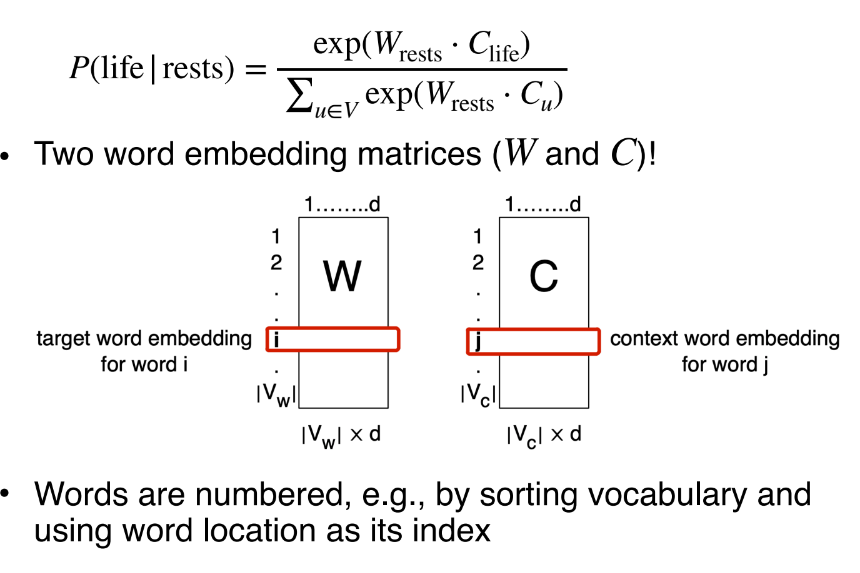 P(life | rests) = exp(W_rests · C_life) / ∑_{u∈V} exp(W_rests · C_u)
• Two word embedding matrices (W and C)!
1........d 1........d
1 1
2 2
. .
. .
W C
target word embedding i j context word embedding
for word i for word j
. .
|V_w| |V_c|
|V_w| × d |V_c| × d
• Words are numbered, e.g., by sorting vocabulary and
using word location as its index